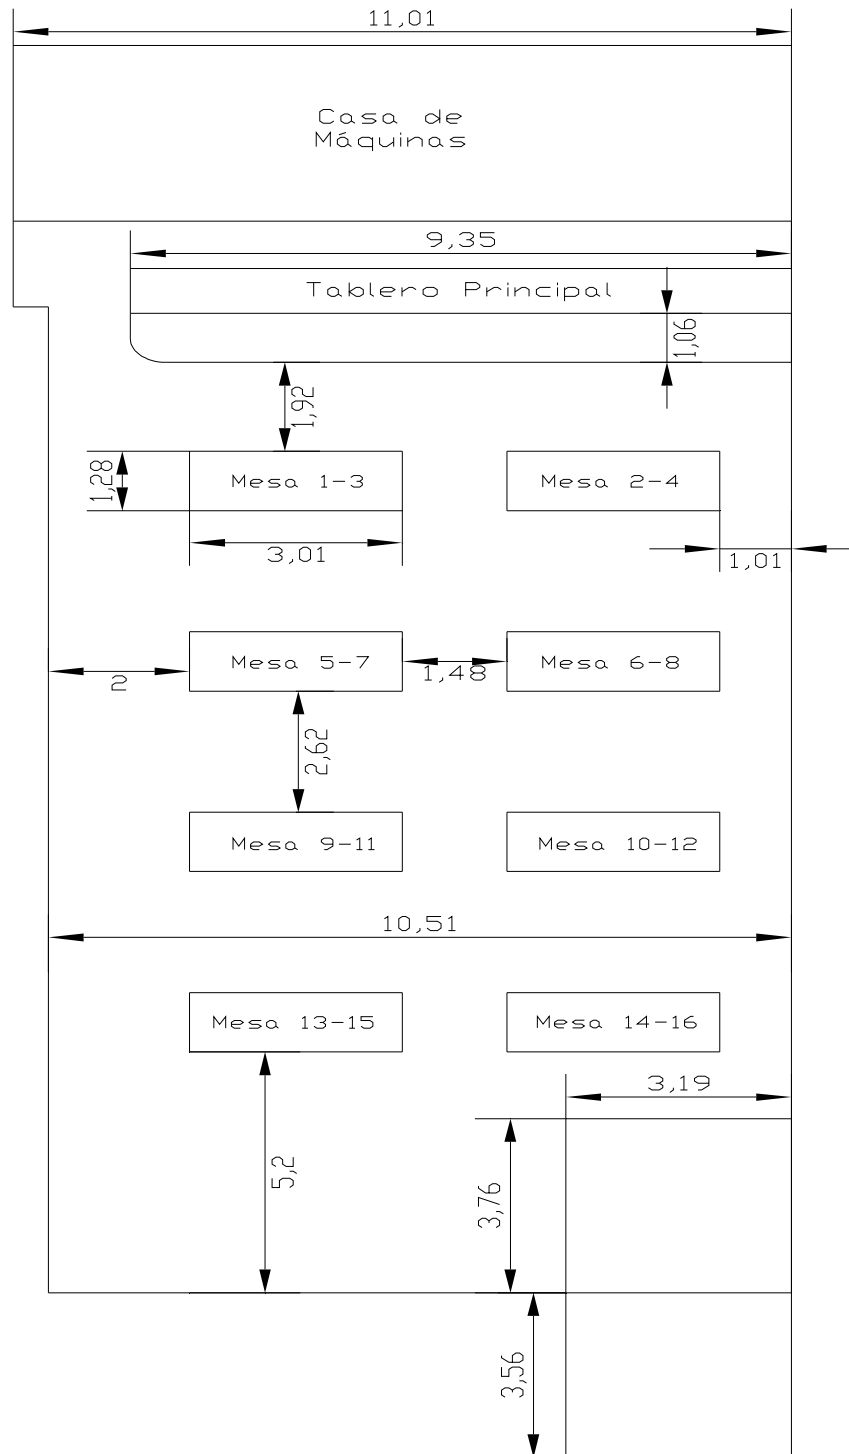 11,01
Casa de
Máquinas
9,35
Tablero Principal
1,06
1,92
1,28
Mesa 1-3
Mesa 2-4
3,01
1,01
Mesa 5-7
Mesa 6-8
1,48
2
2,62
Mesa 9-11
Mesa 10-12
10,51
Mesa 13-15
Mesa 14-16
3,19
5,2
3,76
3,56